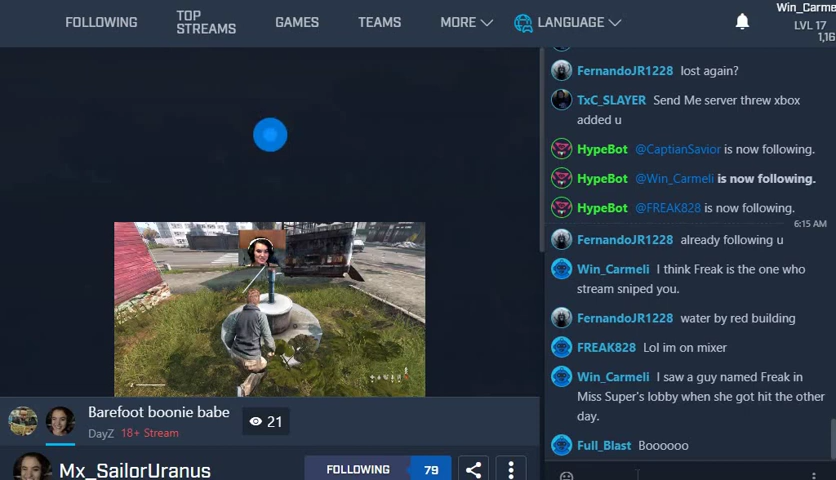 FOLLOWING
TOP
STREAMS
GAMES
TEAMS
MORE
LANGUAGE
Win_Carme
LVL 17
1,16
FernandoJR1228 lost again?
TxC_SLAYER Send Me server threw xbox
added u
HypeBot @CaptianSavior is now following.
HypeBot @Win_Carmeli is now following.
HypeBot @FREAK828 is now following.
6:15 AM
FernandoJR1228 already following u
Win_Carmeli I think Freak is the one who
stream sniped you.
FernandoJR1228 water by red building
FREAK828 Lol im on mixer
Win_Carmeli I saw a guy named Freak in
Miss Super's lobby when she got hit the other
day.
Full_Blast Boooooo
Barefoot boonie babe
21
DayZ 18+ Stream
Mx_SailorUranus
FOLLOWING 79